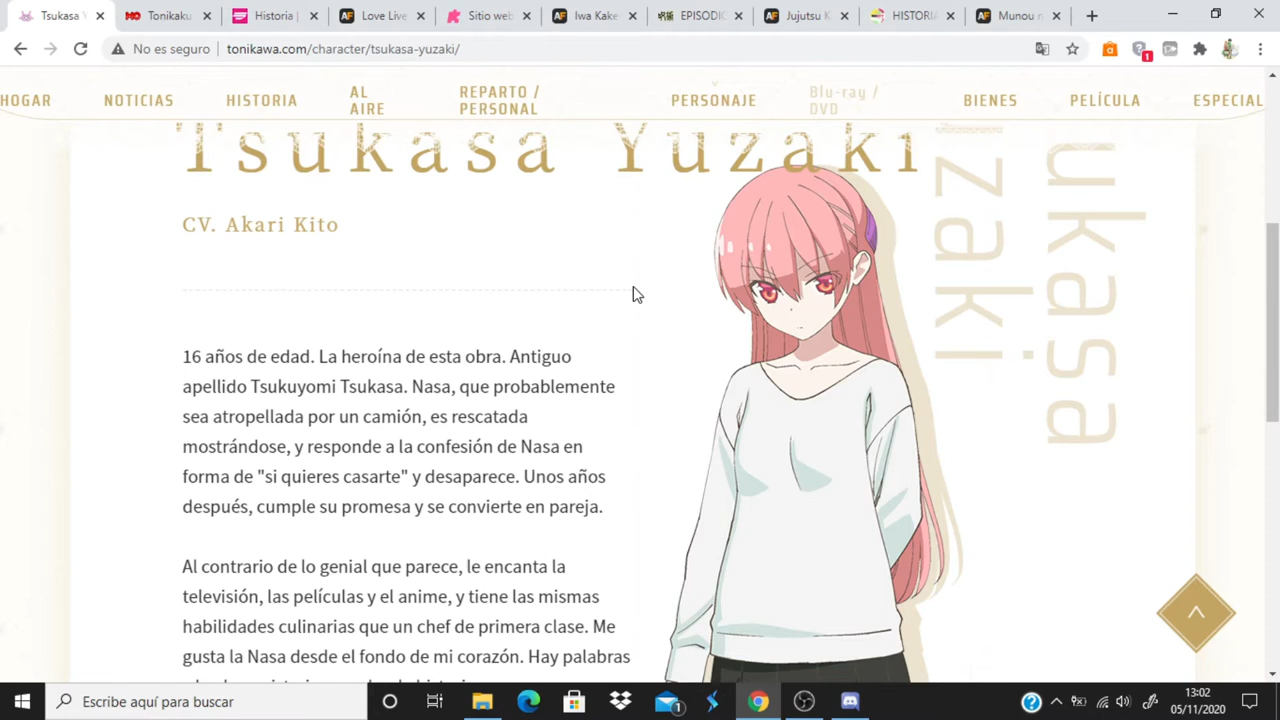 Tsukasa Y
Tonikaku
Historia |
Love Live
Sitio web
Iwa Kake
EPISODIO
Jujutsu K
HISTORIA
Munou n
No es seguro
tonikawa.com/character/tsukasa-yuzaki/
1
HOGAR
NOTICIAS
HISTORIA
AL AIRE
REPARTO / PERSONAL
PERSONAJE
Blu-ray / DVD
BIENES
PELÍCULA
ESPECIAL
Tsukasa Yuzaki
CV. Akari Kito
16 años de edad. La heroína de esta obra. Antiguo
apellido Tsukuyomi Tsukasa. Nasa, que probablemente
sea atropellada por un camión, es rescatada
mostrándose, y responde a la confesión de Nasa en
forma de "si quieres casarte" y desaparece. Unos años
después, cumple su promesa y se convierte en pareja.
Al contrario de lo genial que parece, le encanta la
televisión, las películas y el anime, y tiene las mismas
habilidades culinarias que un chef de primera clase. Me
gusta la Nasa desde el fondo de mi corazón. Hay palabras
ukasa
zaki
Escribe aquí para buscar
1
13:02
05/11/2020